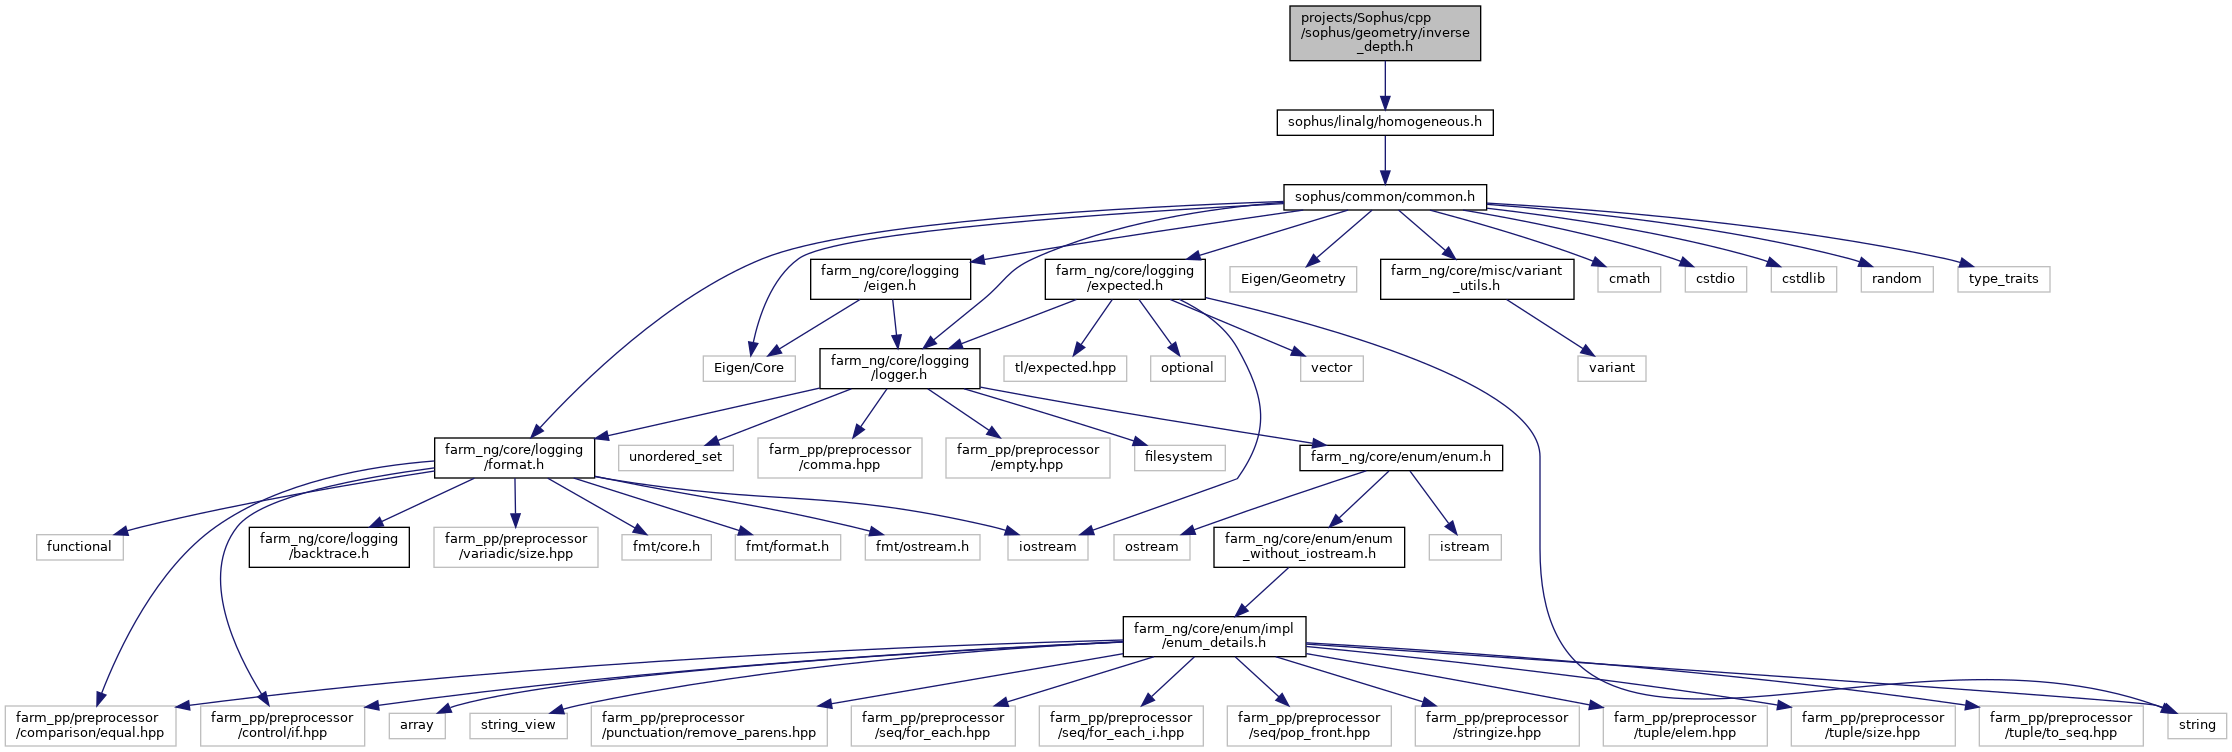 projects/Sophus/cpp
/sophus/geometry/inverse
_depth.h
sophus/linalg/homogeneous.h
sophus/common/common.h
farm_ng/core/logging
/eigen.h
farm_ng/core/logging
/expected.h
Eigen/Geometry
farm_ng/core/misc/variant
_utils.h
cmath
cstdio
cstdlib
random
type_traits
Eigen/Core
farm_ng/core/logging
/logger.h
tl/expected.hpp
optional
vector
variant
farm_ng/core/logging
/format.h
unordered_set
farm_pp/preprocessor
/comma.hpp
farm_pp/preprocessor
/empty.hpp
filesystem
farm_ng/core/enum/enum.h
functional
farm_ng/core/logging
/backtrace.h
farm_pp/preprocessor
/variadic/size.hpp
fmt/core.h
fmt/format.h
fmt/ostream.h
iostream
ostream
farm_ng/core/enum/enum
_without_iostream.h
istream
farm_ng/core/enum/impl
/enum_details.h
farm_pp/preprocessor
/comparison/equal.hpp
farm_pp/preprocessor
/control/if.hpp
array
string_view
farm_pp/preprocessor
/punctuation/remove_parens.hpp
farm_pp/preprocessor
/seq/for_each.hpp
farm_pp/preprocessor
/seq/for_each_i.hpp
farm_pp/preprocessor
/seq/pop_front.hpp
farm_pp/preprocessor
/stringize.hpp
farm_pp/preprocessor
/tuple/elem.hpp
farm_pp/preprocessor
/tuple/size.hpp
farm_pp/preprocessor
/tuple/to_seq.hpp
string